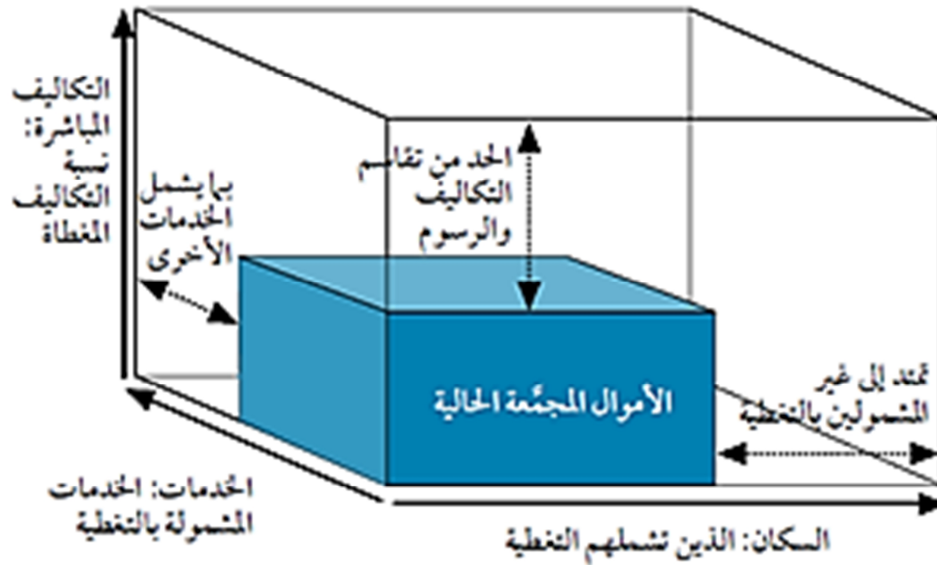 التكاليف
المباشرة:
نسبة
التكاليف
المغطاة
بما يشمل
الخدمات
الأخرى
الحد من تقاسم
التكاليف
والرسوم
الأموال المجمَّعة الحالية
تمتد إلى غير
المشمولين بالتغطية
الخدمات: الخدمات
المشمولة بالتغطية
السكان: الذين تشملهم التغطية